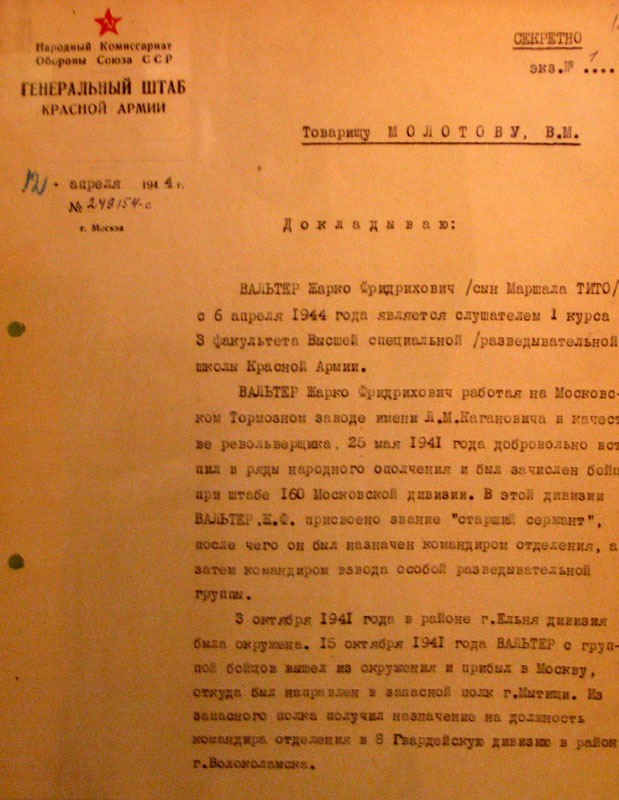 СЕКРЕТНО
экз.№ 1....
Народный Комиссариат
Обороны Союза ССР
ГЕНЕРАЛЬНЫЙ ШТАБ
КРАСНОЙ АРМИИ
12 · апреля 1944 г.
№ 249154-с
г. Москва
Товарищу МОЛОТОВУ, В.М.
Докладываю:
ВАЛЬТЕР Жарко Фридрихович /сын Маршала ТИТО/
с 6 апреля 1944 года является слушателем 1 курса
3 факультета Высшей специальной /разведывательной
школы Красной Армии.
ВАЛЬТЕР Жарко Фридрихович работая на Московс-
ком Тормозном заводе имени Л.М.Кагановича в качест
ве револьверщика, 25 мая 1941 года добровольно вст
пил в ряды народного ополчения и был зачислен бойц
при штабе 160 Московской дивизии. В этой дивизии
ВАЛЬТЕР.Ж.Ф. присвоено звание "старший сержант",
после чего он был назначен командиром отделения, а
затем командиром взвода особой разведывательной
группы.
3 октября 1941 года в районе г.Ельня дивизия
была окружена. 15 октября 1941 года ВАЛЬТЕР с груп-
пой бойцов вышел из окружения и прибыл в Москву,
откуда был направлен в запасной полк г.Мытищи. Из
запасного полка получил назначение на должность
командира отделения в 8 Гвардейскую дивизию в район
г.Волоколамска.